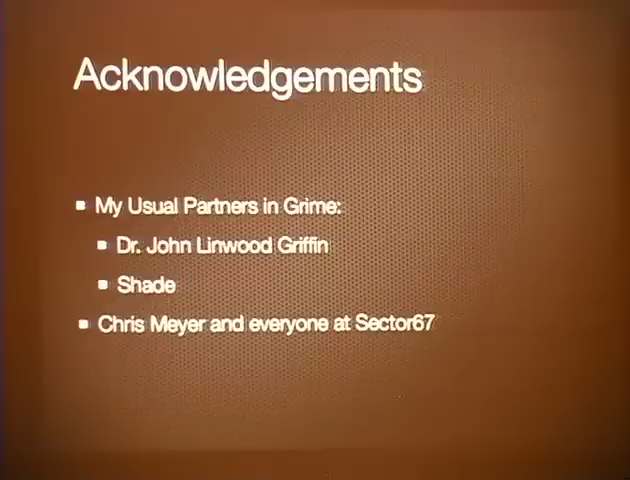 Acknowledgements
My Usual Partners in Grime:
Dr. John Linwood Griffin
Shade
Chris Meyer and everyone at Sector67